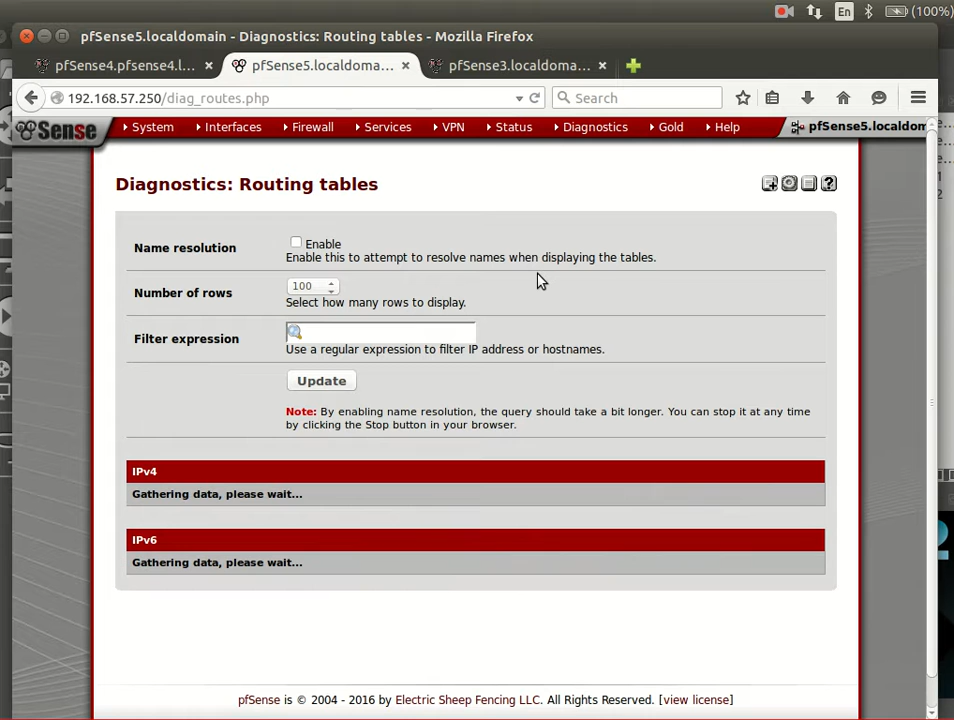 En (100%)
pfSense5.localdomain - Diagnostics: Routing tables - Mozilla Firefox
pfSense4.pfsense4.l... × pfSense5.localdoma... × pfSense3.localdoma... ×
192.168.57.250/diag_routes.php Search
Sense System Interfaces Firewall Services VPN Status Diagnostics Gold Help pfSense5.localdom
Diagnostics: Routing tables
Name resolution Enable
Enable this to attempt to resolve names when displaying the tables.
Number of rows 100
Select how many rows to display.
Filter expression
Use a regular expression to filter IP address or hostnames.
Update
Note: By enabling name resolution, the query should take a bit longer. You can stop it at any time
by clicking the Stop button in your browser.
IPv4
Gathering data, please wait...
IPv6
Gathering data, please wait...
pfSense is © 2004 - 2016 by Electric Sheep Fencing LLC. All Rights Reserved. [view license]